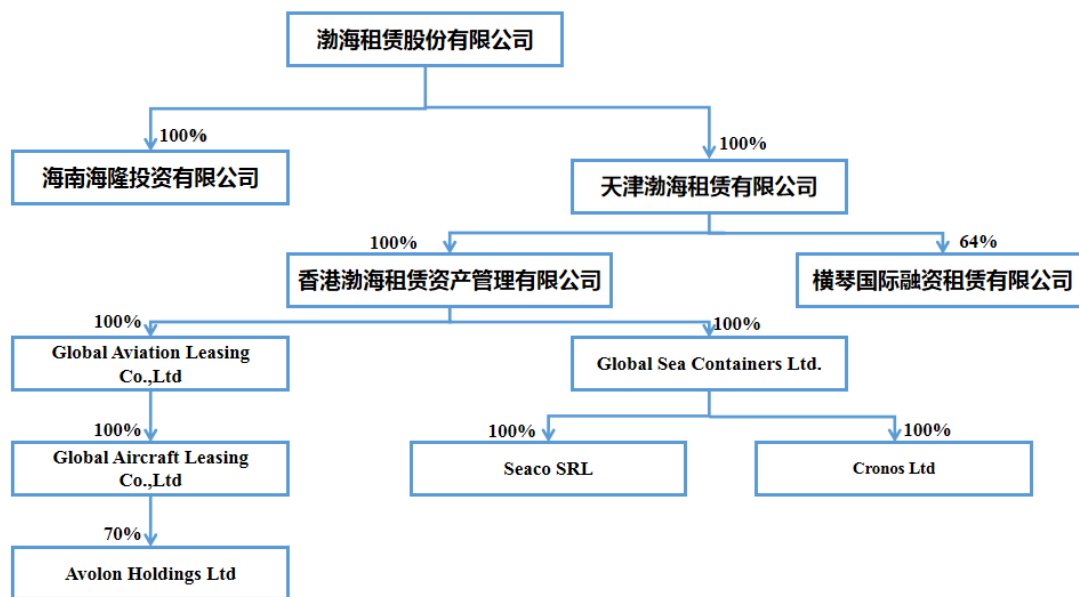 渤海租赁股份有限公司
100%
100%
海南海隆投资有限公司
天津渤海租赁有限公司
100%
64%
香港渤海租赁资产管理有限公司
横琴国际融资租赁有限公司
100%
100%
Global Aviation Leasing
Co.,Ltd
Global Sea Containers Ltd.
100%
100%
100%
Global Aircraft Leasing
Co.,Ltd
Seaco SRL
Cronos Ltd
70%
Avolon Holdings Ltd